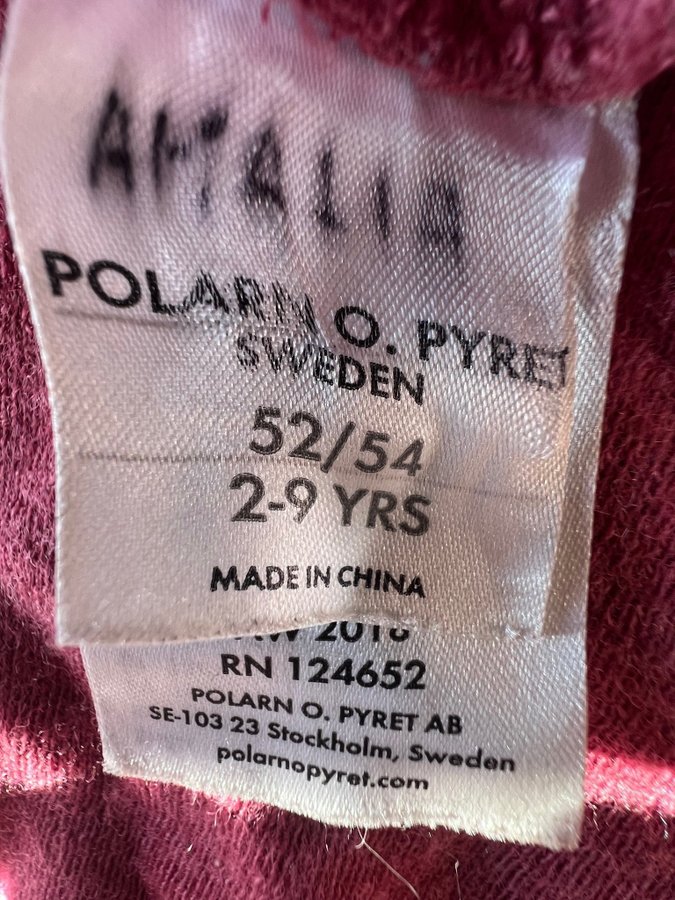 AMALIA
POLARN O. PYRET
SWEDEN
52/54
2-9 YRS
MADE IN CHINA
2016
RN 124652
POLARN O. PYRET AB
SE-103 23 Stockholm, Sweden
polarnopyret.com